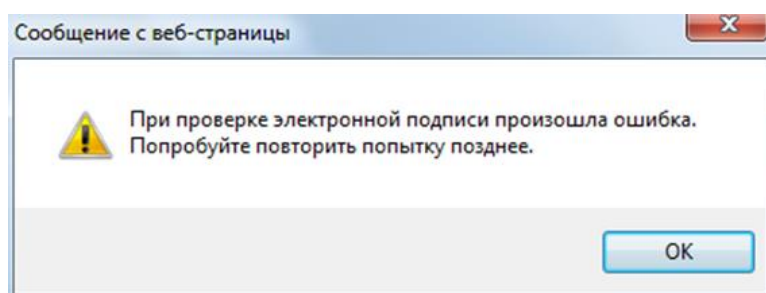 Сообщение с веб-страницы
При проверке электронной подписи произошла ошибка.
Попробуйте повторить попытку позднее.
OK